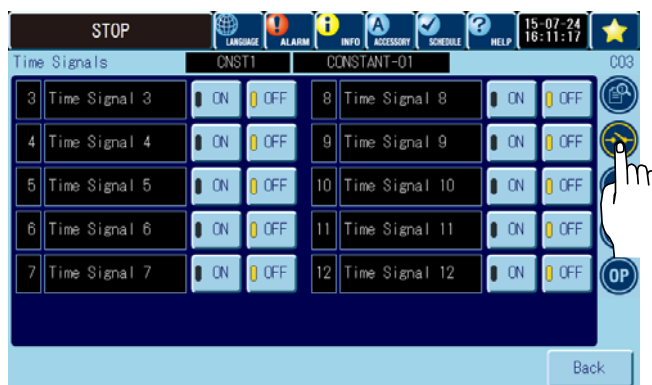 STOP LANGUAGE ALARM INFO ACCESSORY SCHEDULE HELP 15-07-24
16:11:17
Time Signals CNST1 CONSTANT-01 C03
3 Time Signal 3 ON OFF 8 Time Signal 8 ON OFF
4 Time Signal 4 ON OFF 9 Time Signal 9 ON OFF
5 Time Signal 5 ON OFF 10 Time Signal 10 ON OFF
6 Time Signal 6 ON OFF 11 Time Signal 11 ON OFF
7 Time Signal 7 ON OFF 12 Time Signal 12 ON OFF OP
Back